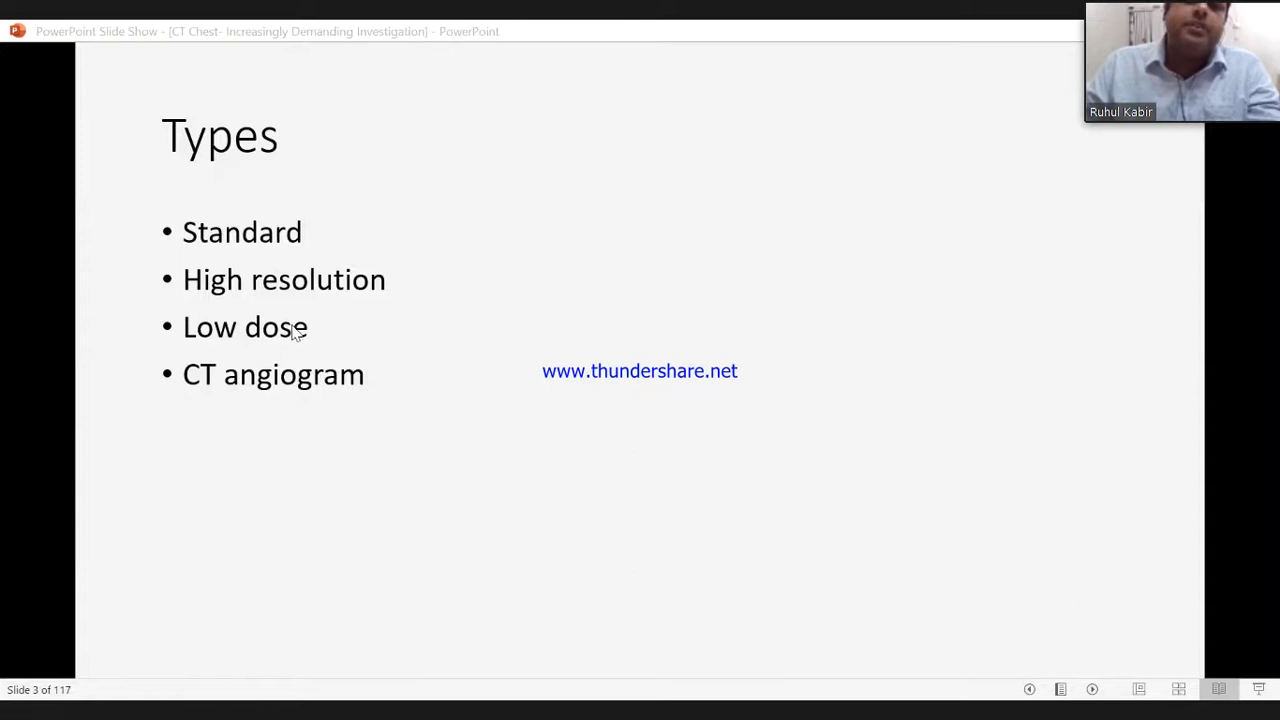 PowerPoint Slide Show - [CT Chest- Increasingly Demanding Investigation] - PowerPoint
Ruhul Kabir
Types
• Standard
• High resolution
• Low dose
• CT angiogram
www.thundershare.net
Slide 3 of 117